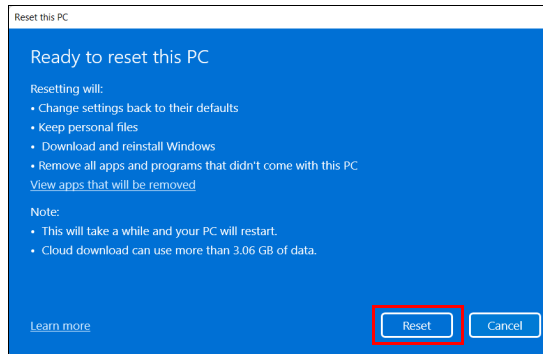 Reset this PC
Ready to reset this PC
Resetting will:
• Change settings back to their defaults
• Keep personal files
• Download and reinstall Windows
• Remove all apps and programs that didn't come with this PC
View apps that will be removed
Note:
• This will take a while and your PC will restart.
• Cloud download can use more than 3.06 GB of data.
Learn more
Reset
Cancel